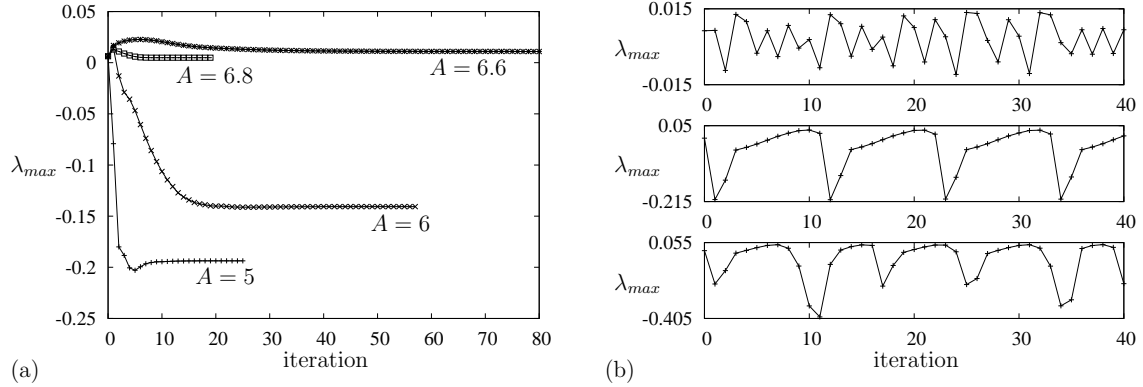 0.05
0
-0.05
-0.1
-0.15
-0.2
-0.25
λmax
A = 6.8
A = 6.6
A = 6
A = 5
0 10 20 30 40 50 60 70 80
iteration
(a)
0.015
λmax
-0.015
0 10 20 30 40
0.05
λmax
-0.215
0 10 20 30 40
0.055
λmax
-0.405
0 10 20 30 40
iteration
(b)